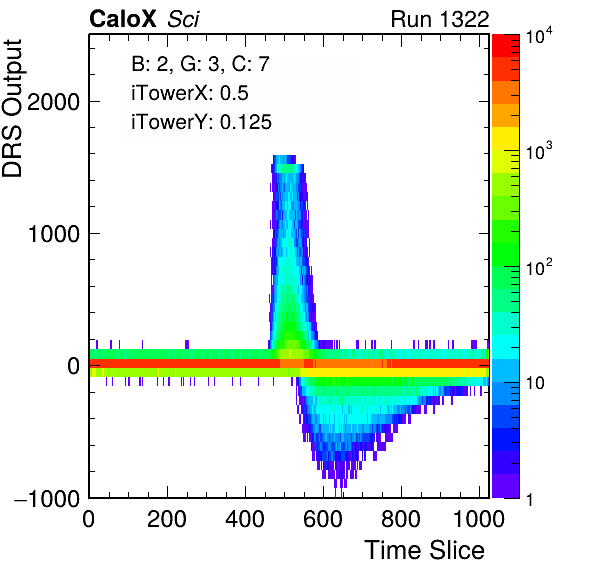 CaloX Sci Run 1322
DRS Output
B: 2, G: 3, C: 7
iTowerX: 0.5
iTowerY: 0.125
2000
1000
0
−1000
0 200 400 600 800 1000
Time Slice
10^4
10^3
10^2
10
1